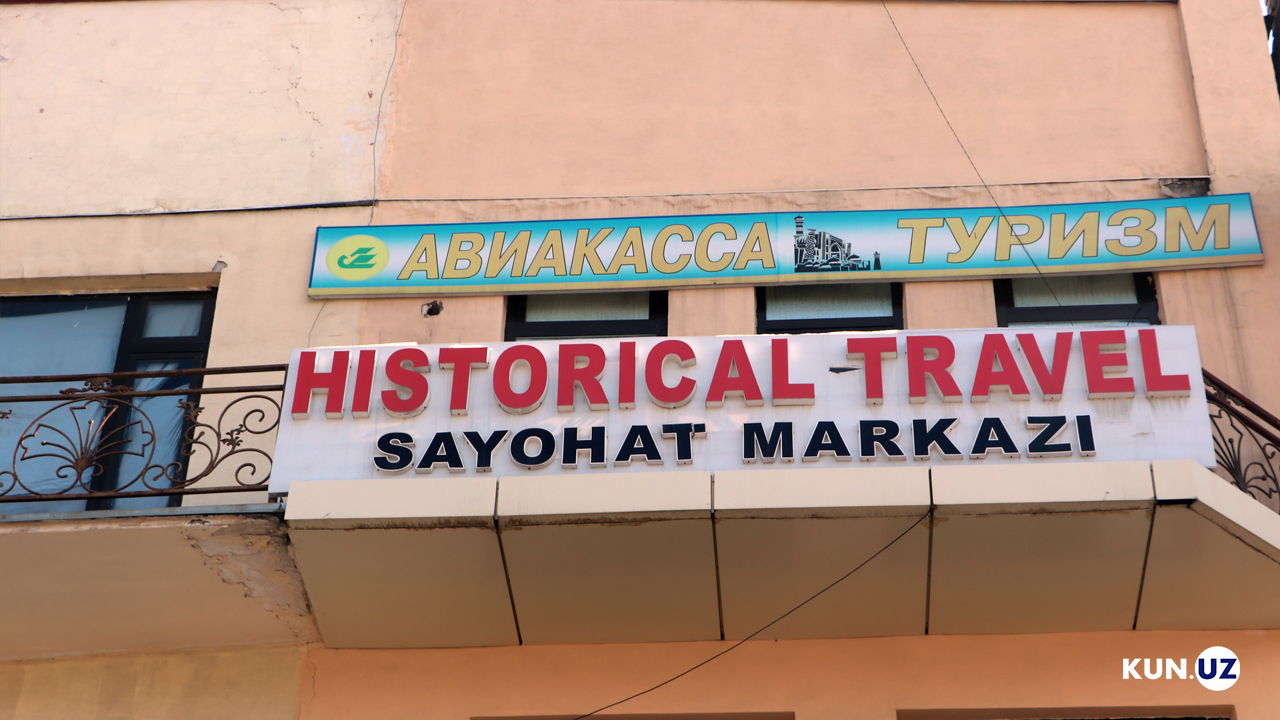 АВИАКАССА ТУРИЗМ
HISTORICAL TRAVEL
SAYOHAT MARKAZI
KUN.UZ